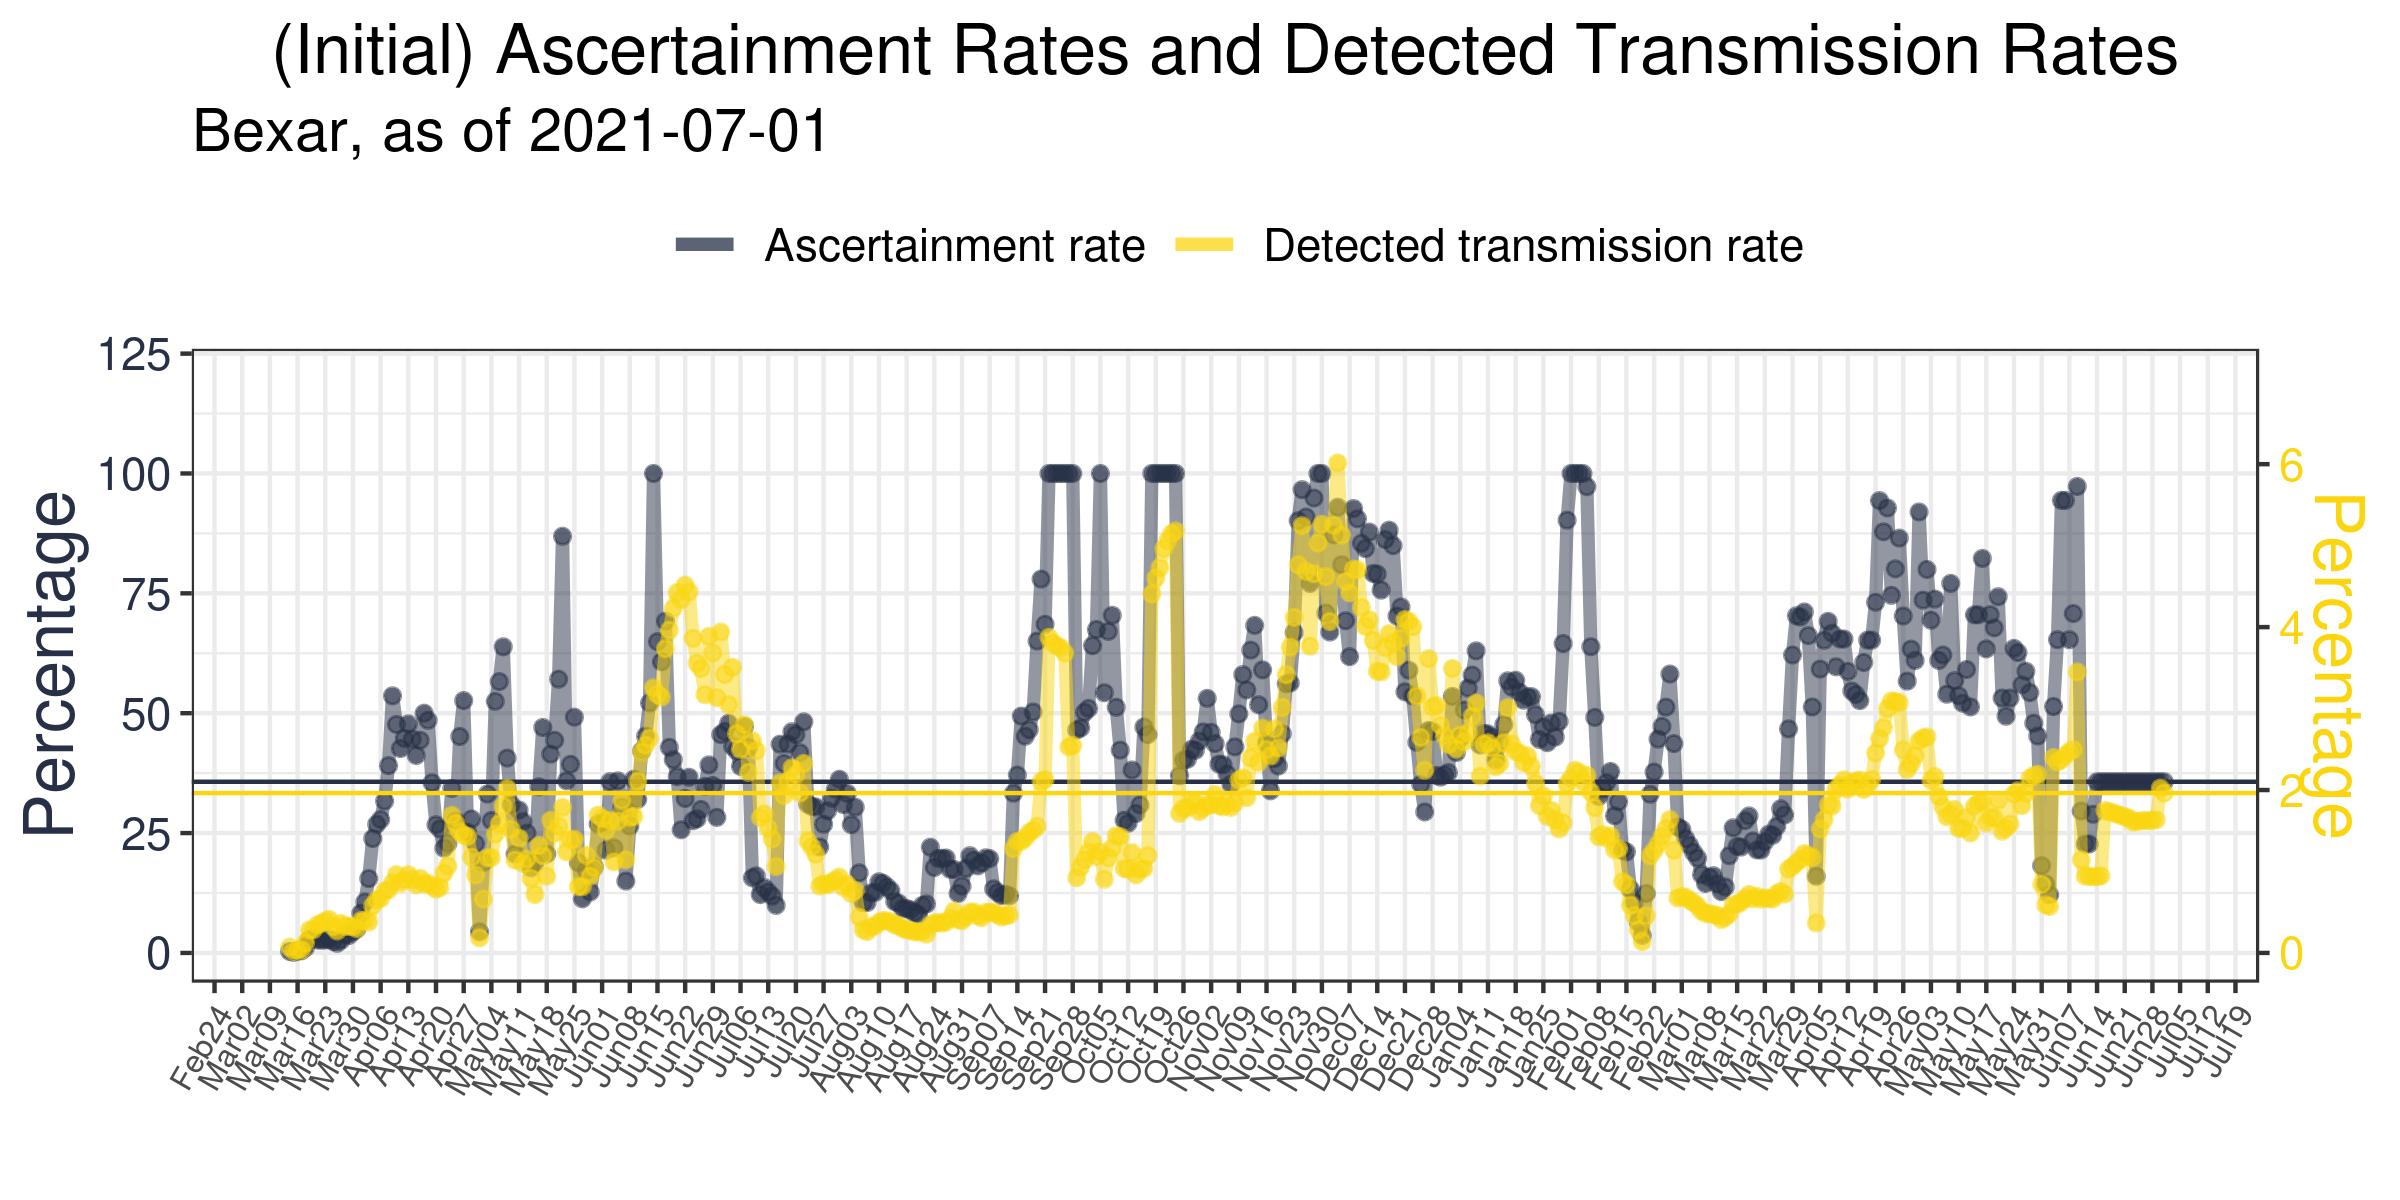 (Initial) Ascertainment Rates and Detected Transmission Rates
Bexar, as of 2021-07-01
Ascertainment rate Detected transmission rate
Percentage
125
100
75
50
25
0
6
4
2
0
Percentage
Feb24 Mar02 Mar09 Mar16 Mar23 Mar30 Apr06 Apr13 Apr20 Apr27 May04 May11 May18 May25 Jun01 Jun08 Jun15 Jun22 Jun29 Jul06 Jul13 Jul20 Jul27 Aug03 Aug10 Aug17 Aug24 Aug31 Sep07 Sep14 Sep21 Sep28 Oct05 Oct12 Oct19 Oct26 Nov02 Nov09 Nov16 Nov23 Nov30 Dec07 Dec14 Dec21 Dec28 Jan04 Jan11 Jan18 Jan25 Feb01 Feb08 Feb15 Feb22 Mar01 Mar08 Mar15 Mar22 Mar29 Apr05 Apr12 Apr19 Apr26 May03 May10 May17 May24 May31 Jun07 Jun14 Jun21 Jun28 Jul05 Jul12 Jul19